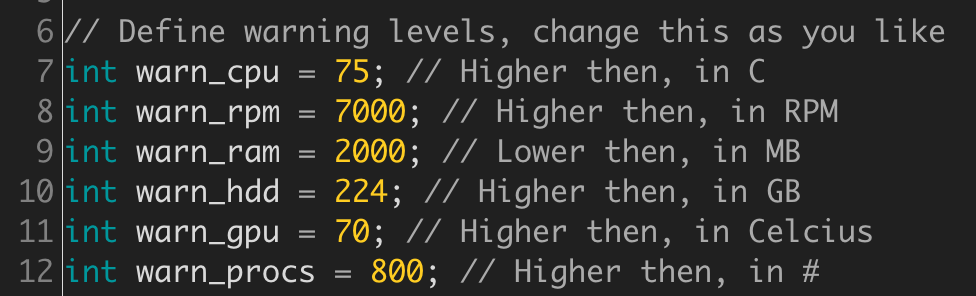 6 // Define warning levels, change this as you like
7 int warn_cpu = 75; // Higher then, in C
8 int warn_rpm = 7000; // Higher then, in RPM
9 int warn_ram = 2000; // Lower then, in MB
10 int warn_hdd = 224; // Higher then, in GB
11 int warn_gpu = 70; // Higher then, in Celcius
12 int warn_procs = 800; // Higher then, in #